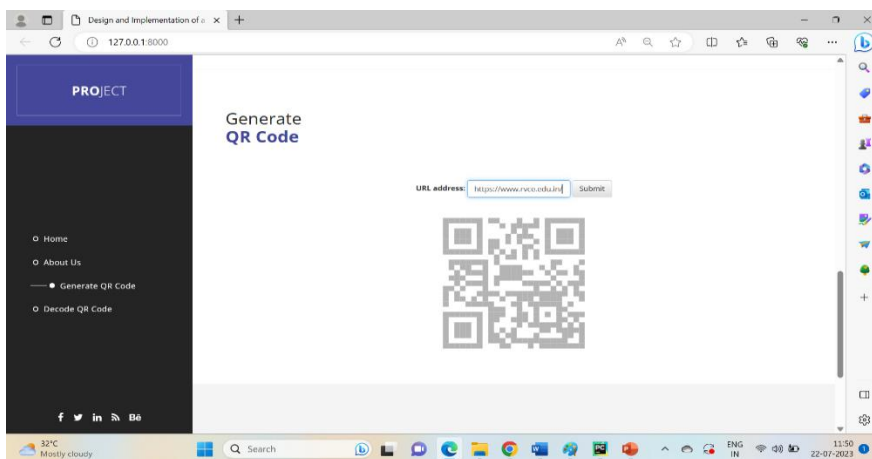 Design and Implementation of a
127.0.0.1:8000
PROJECT
Generate
QR Code
URL address: https://www.rvce.edu.in/ Submit
Home
About Us
Generate QR Code
Decode QR Code
f in Bē
32°C
Mostly cloudy
Search
ENG
IN
11:50
22-07-2023